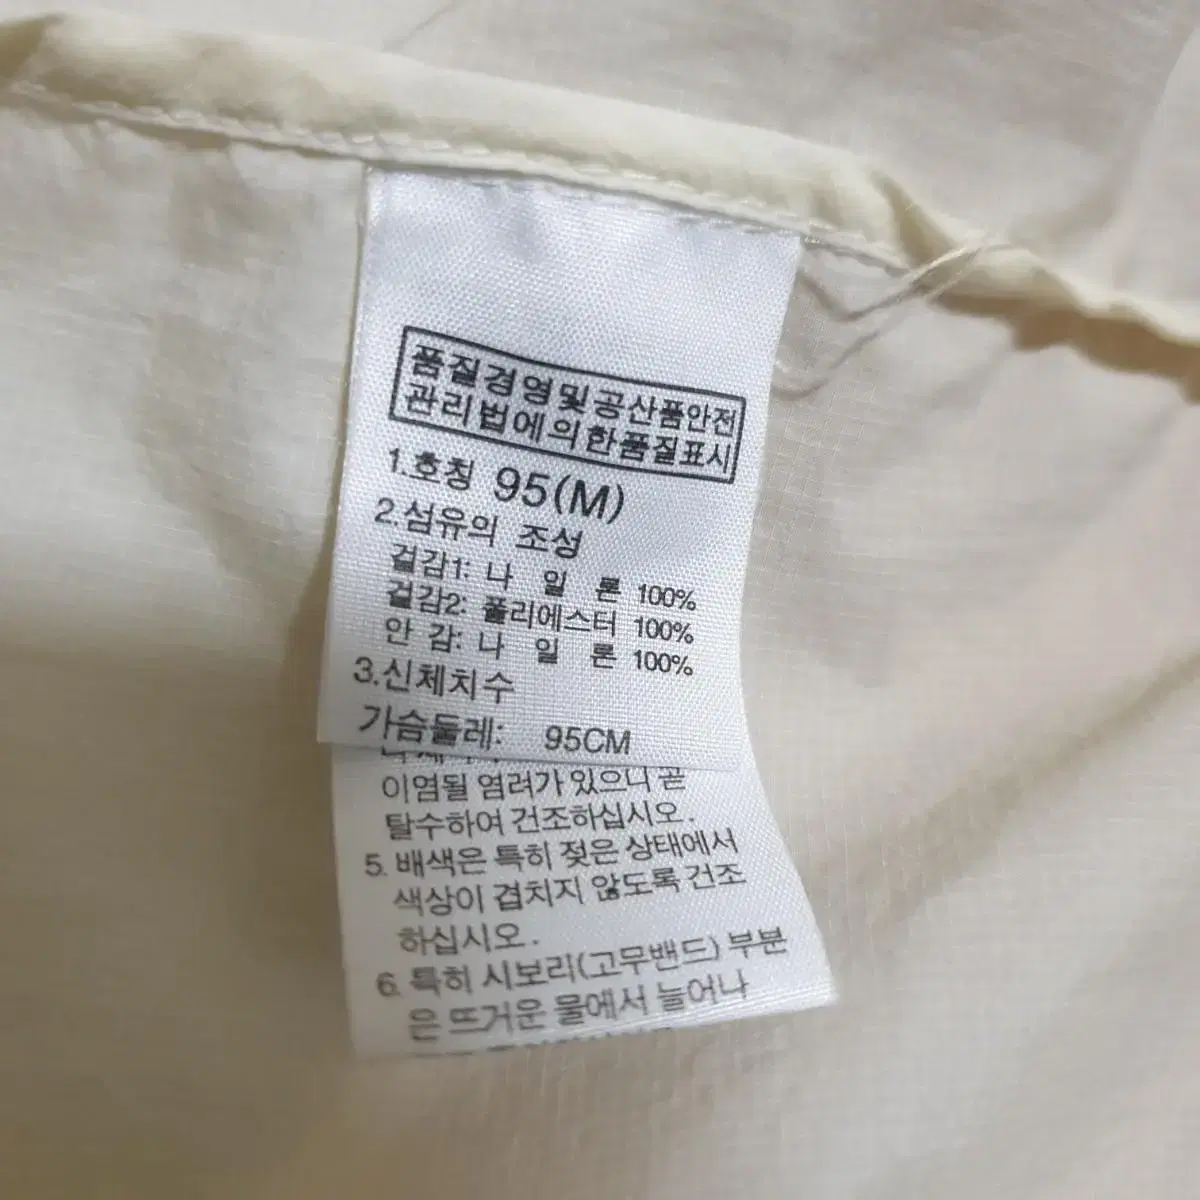 품질경영및공산품안전
관리법에의한품질표시
1.호칭 95(M)
2.섬유의 조성
겉감1: 나 일 론 100%
겉감2: 폴리에스터 100%
안 감: 나 일 론 100%
3.신체치수
가슴둘레: 95CM
이염될 염려가 있으니 곧
탈수하여 건조하십시오.
5. 배색은 특히 젖은 상태에서
색상이 겹치지 않도록 건조
하십시오.
6. 특히 시보리(고무밴드) 부분
은 뜨거운 물에서 늘어나